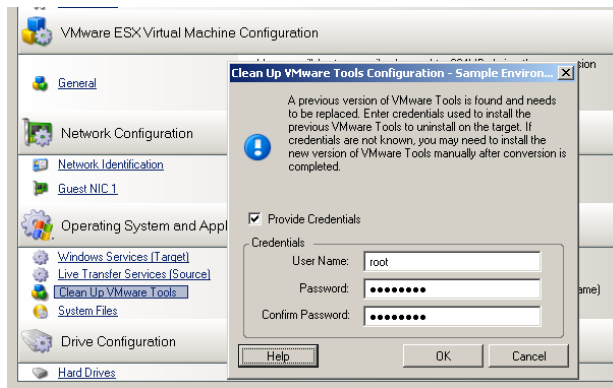 VMware ESX Virtual Machine Configuration
General
Clean Up VMware Tools Configuration - Sample Environ...
A previous version of VMware Tools is found and needs
to be replaced. Enter credentials used to install the
previous VMware Tools to uninstall on the target. If
credentials are not known, you may need to install the
new version of VMware Tools manually after conversion is
completed.
Network Configuration
Network Identification
Guest NIC 1
Operating System and Appl
Windows Services (Target)
Live Transfer Services (Source)
Clean Up VMware Tools
System Files
Drive Configuration
Hard Drives
Provide Credentials
Credentials
User Name: root
Password: ●●●●●●●●
Confirm Password: ●●●●●●●●
Help OK Cancel
sion
ame)